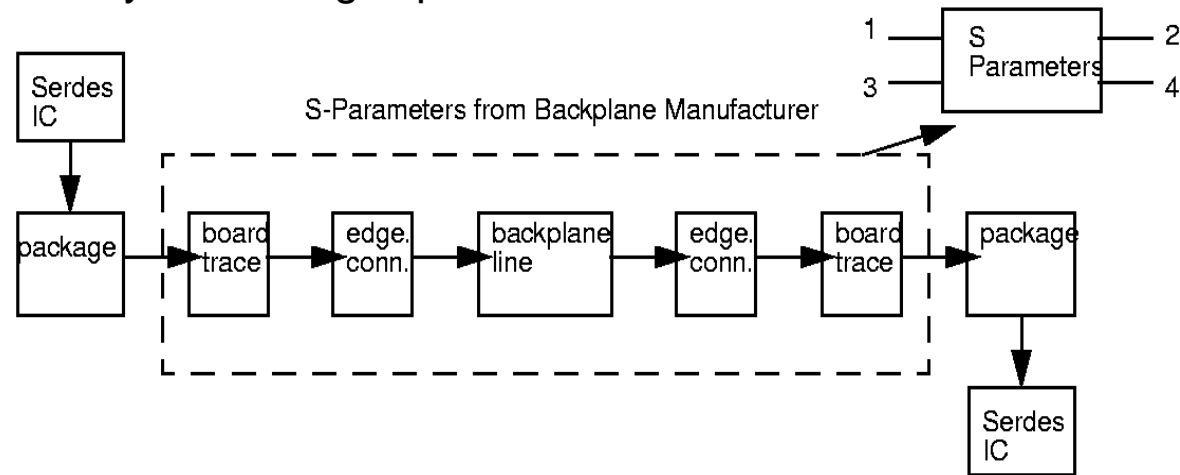 1
2
3
4
S
Parameters
Serdes
IC
S-Parameters from Backplane Manufacturer
package
board
trace
edge.
conn.
backplane
line
edge.
conn.
board
trace
package
Serdes
IC